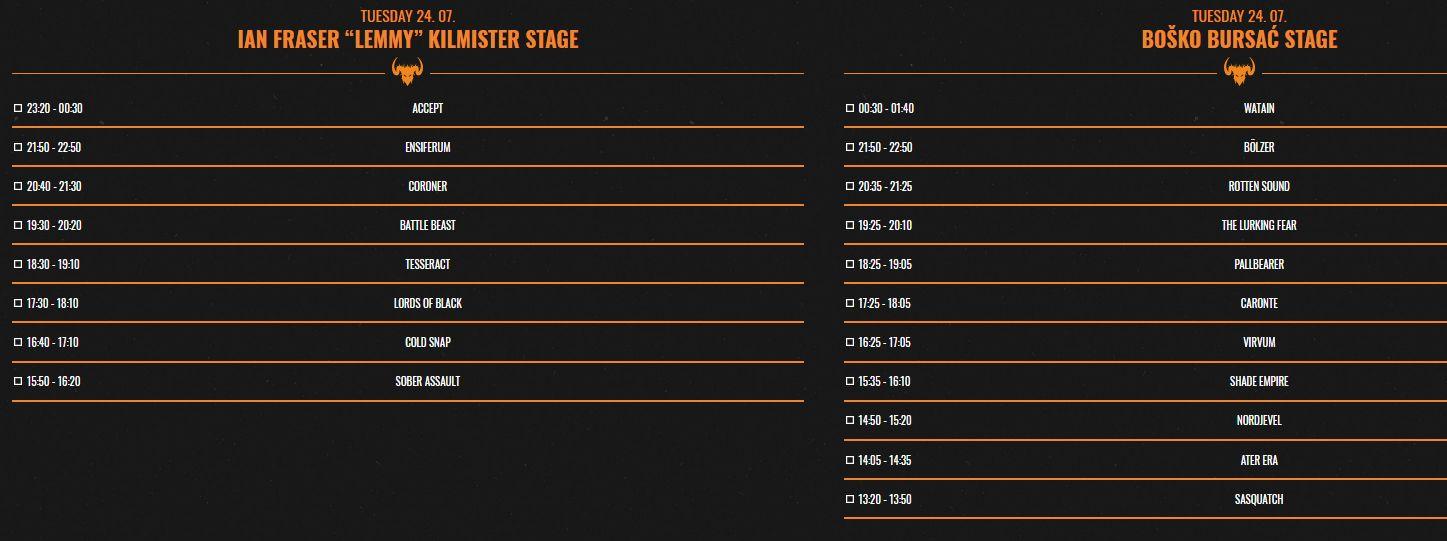 TUESDAY 24. 07.
IAN FRASER “LEMMY” KILMISTER STAGE
23:20 - 00:30 ACCEPT
21:50 - 22:50 ENSIFERUM
20:40 - 21:30 CORONER
19:30 - 20:20 BATTLE BEAST
18:30 - 19:10 TESSERACT
17:30 - 18:10 LORDS OF BLACK
16:40 - 17:10 COLD SNAP
15:50 - 16:20 SOBER ASSAULT
TUESDAY 24. 07.
BOŠKO BURSAĆ STAGE
00:30 - 01:40 WATAIN
21:50 - 22:50 BÖLZER
20:35 - 21:25 ROTTEN SOUND
19:25 - 20:10 THE LURKING FEAR
18:25 - 19:05 PALLBEARER
17:25 - 18:05 CARONTE
16:25 - 17:05 VIRVUM
15:35 - 16:10 SHADE EMPIRE
14:50 - 15:20 NORDJEVEL
14:05 - 14:35 ATER ERA
13:20 - 13:50 SASQUATCH